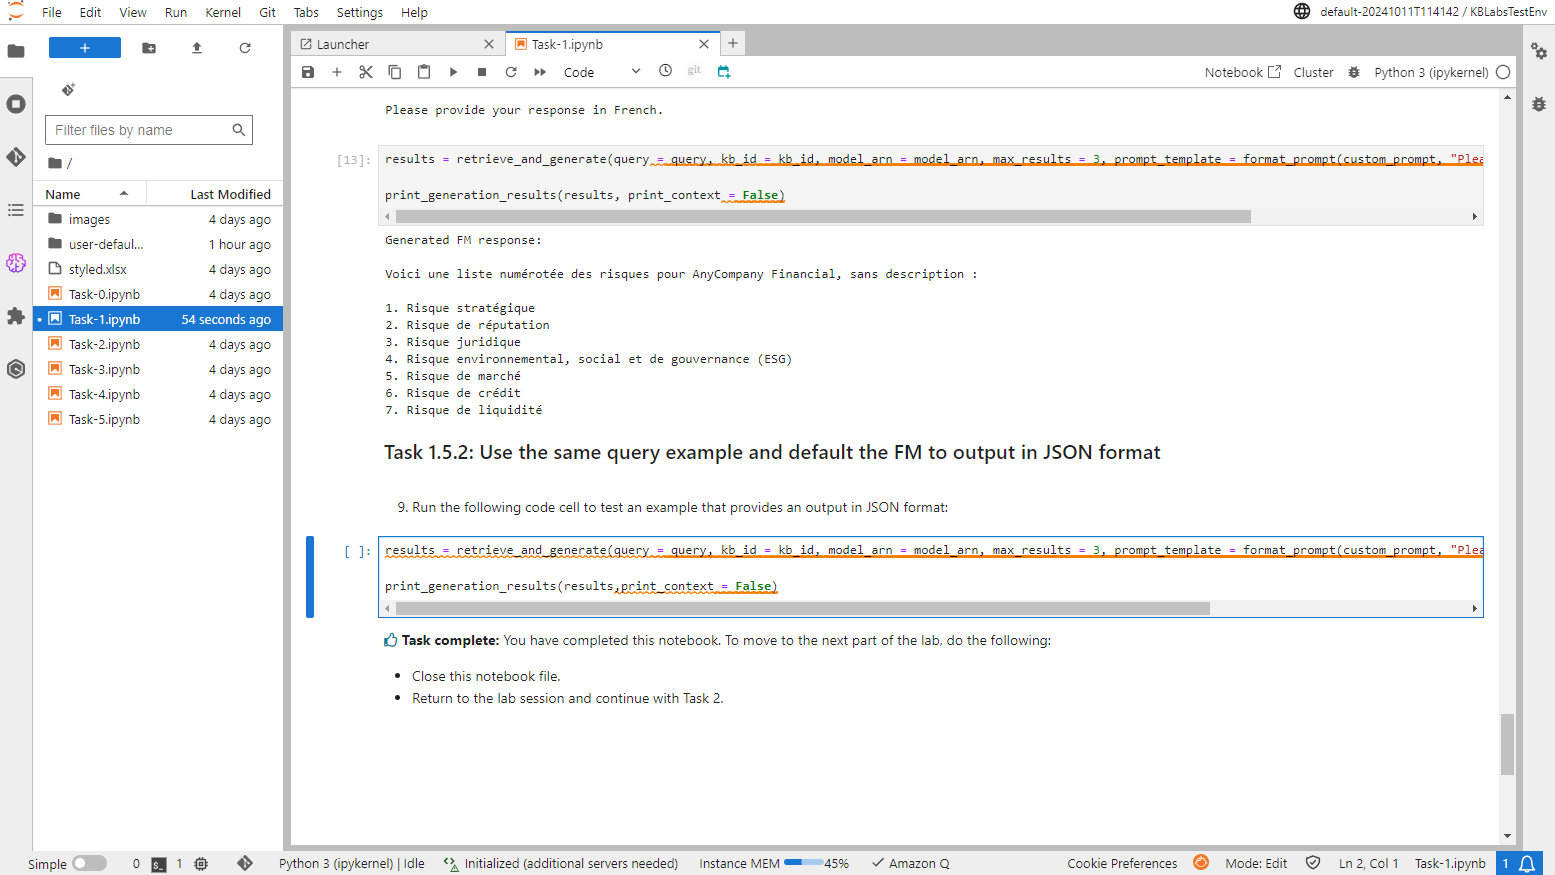 File Edit View Run Kernel Git Tabs Settings Help
default-20241011T114142 / KBLabsTestEnv
Launcher
Task-1.ipynb
Code
git
Notebook
Cluster
Python 3 (ipykernel)
Filter files by name
/
Name Last Modified
images 4 days ago
user-defaul... 1 hour ago
styled.xlsx 4 days ago
Task-0.ipynb 4 days ago
Task-1.ipynb 54 seconds ago
Task-2.ipynb 4 days ago
Task-3.ipynb 4 days ago
Task-4.ipynb 4 days ago
Task-5.ipynb 4 days ago
Please provide your response in French.
[13]: results = retrieve_and_generate(query = query, kb_id = kb_id, model_arn = model_arn, max_results = 3, prompt_template = format_prompt(custom_prompt, "Plea
print_generation_results(results, print_context = False)
Generated FM response:
Voici une liste numérotée des risques pour AnyCompany Financial, sans description :
1. Risque stratégique
2. Risque de réputation
3. Risque juridique
4. Risque environnemental, social et de gouvernance (ESG)
5. Risque de marché
6. Risque de crédit
7. Risque de liquidité
Task 1.5.2: Use the same query example and default the FM to output in JSON format
9. Run the following code cell to test an example that provides an output in JSON format:
[ ]: results = retrieve_and_generate(query = query, kb_id = kb_id, model_arn = model_arn, max_results = 3, prompt_template = format_prompt(custom_prompt, "Plea
print_generation_results(results,print_context = False)
Task complete: You have completed this notebook. To move to the next part of the lab, do the following:
• Close this notebook file.
• Return to the lab session and continue with Task 2.
Simple 0 1 Python 3 (ipykernel) | Idle Initialized (additional servers needed) Instance MEM 45% Amazon Q Cookie Preferences Mode: Edit Ln 2, Col 1 Task-1.ipynb 1